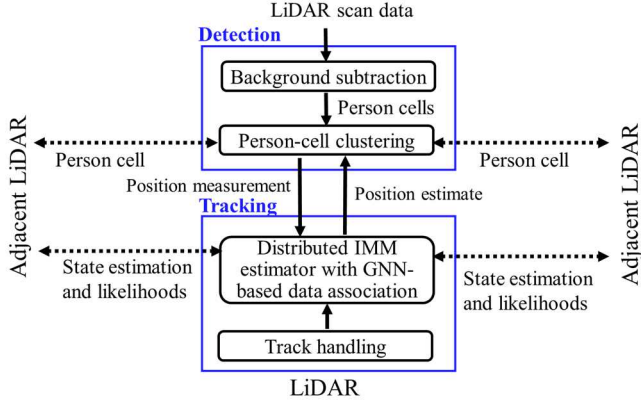 LiDAR scan data
Detection
Background subtraction
Person cells
Person-cell clustering
Adjacent LiDAR
Person cell
Person cell
Adjacent LiDAR
Position measurement
Position estimate
Tracking
Distributed IMM
estimator with GNN-
based data association
State estimation
and likelihoods
State estimation
and likelihoods
Track handling
LiDAR